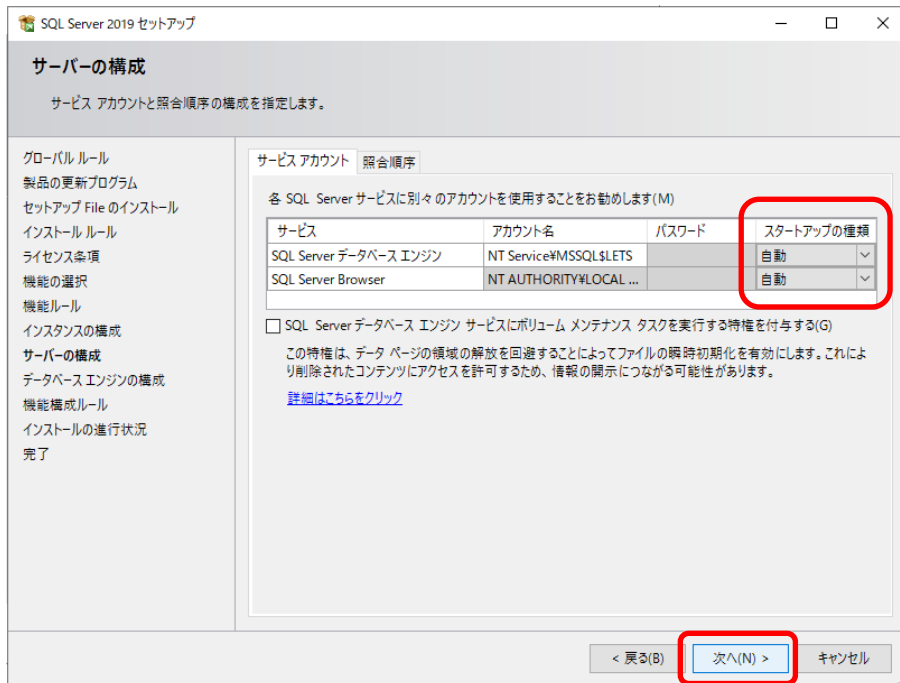 SQL Server 2019 セットアップ
サーバーの構成
サービス アカウントと照合順序の構成を指定します。
グローバル ルール
製品の更新プログラム
セットアップ File のインストール
インストール ルール
ライセンス条項
機能の選択
機能ルール
インスタンスの構成
サーバーの構成
データベース エンジンの構成
機能構成ルール
インストールの進行状況
完了
サービス アカウント 照合順序
各 SQL Server サービスに別々のアカウントを使用することをお勧めします(M)
サービス アカウント名 パスワード スタートアップの種類
SQL Server データベース エンジン NT Service¥MSSQL$LETS 自動
SQL Server Browser NT AUTHORITY¥LOCAL ... 自動
SQL Server データベース エンジン サービスにボリューム メンテナンス タスクを実行する特権を付与する(G)
この特権は、データ ページの領域の解放を回避することによってファイルの瞬時初期化を有効にします。これによ
り削除されたコンテンツにアクセスを許可するため、情報の開示につながる可能性があります。
詳細はこちらをクリック
< 戻る(B) 次へ(N) > キャンセル